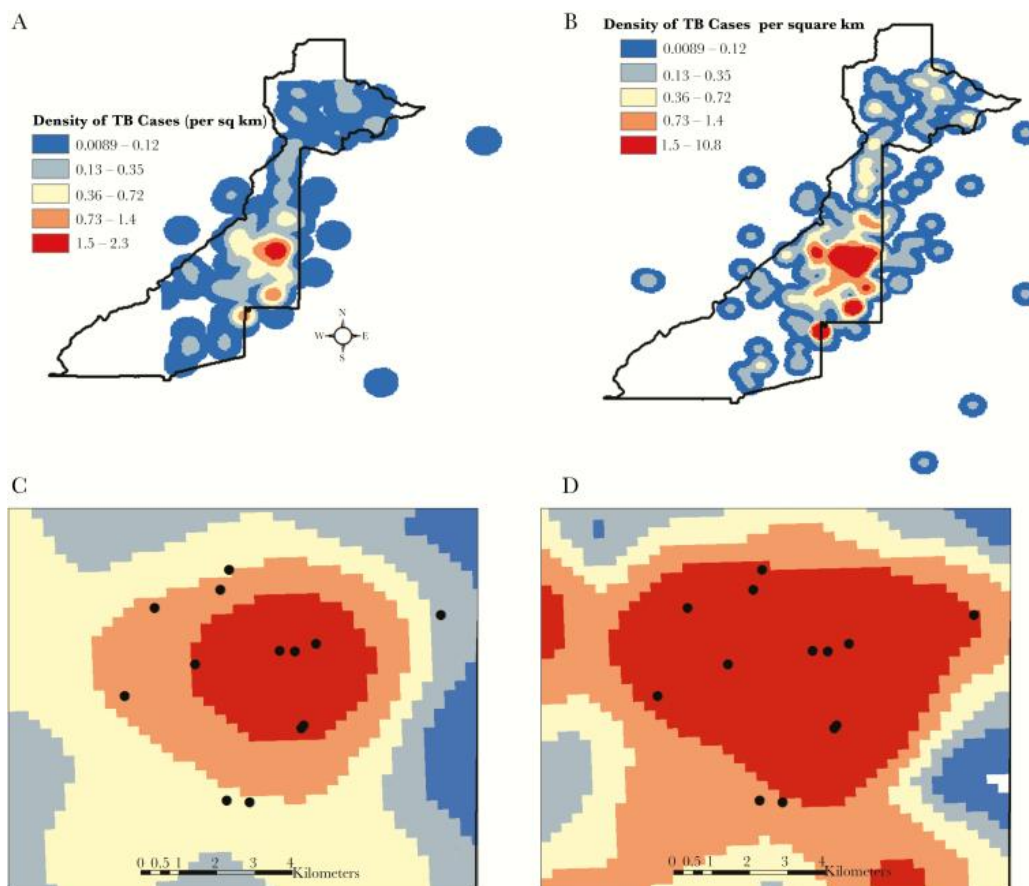 A
Density of TB Cases (per sq km)
0.0089 – 0.12
0.13 – 0.35
0.36 – 0.72
0.73 – 1.4
1.5 – 2.3
N
W E
S
B
Density of TB Cases per square km
0.0089 – 0.12
0.13 – 0.35
0.36 – 0.72
0.73 – 1.4
1.5 – 10.8
C
0 0.5 1 2 3 4
Kilometers
D
0 0.5 1 2 3 4
Kilometers